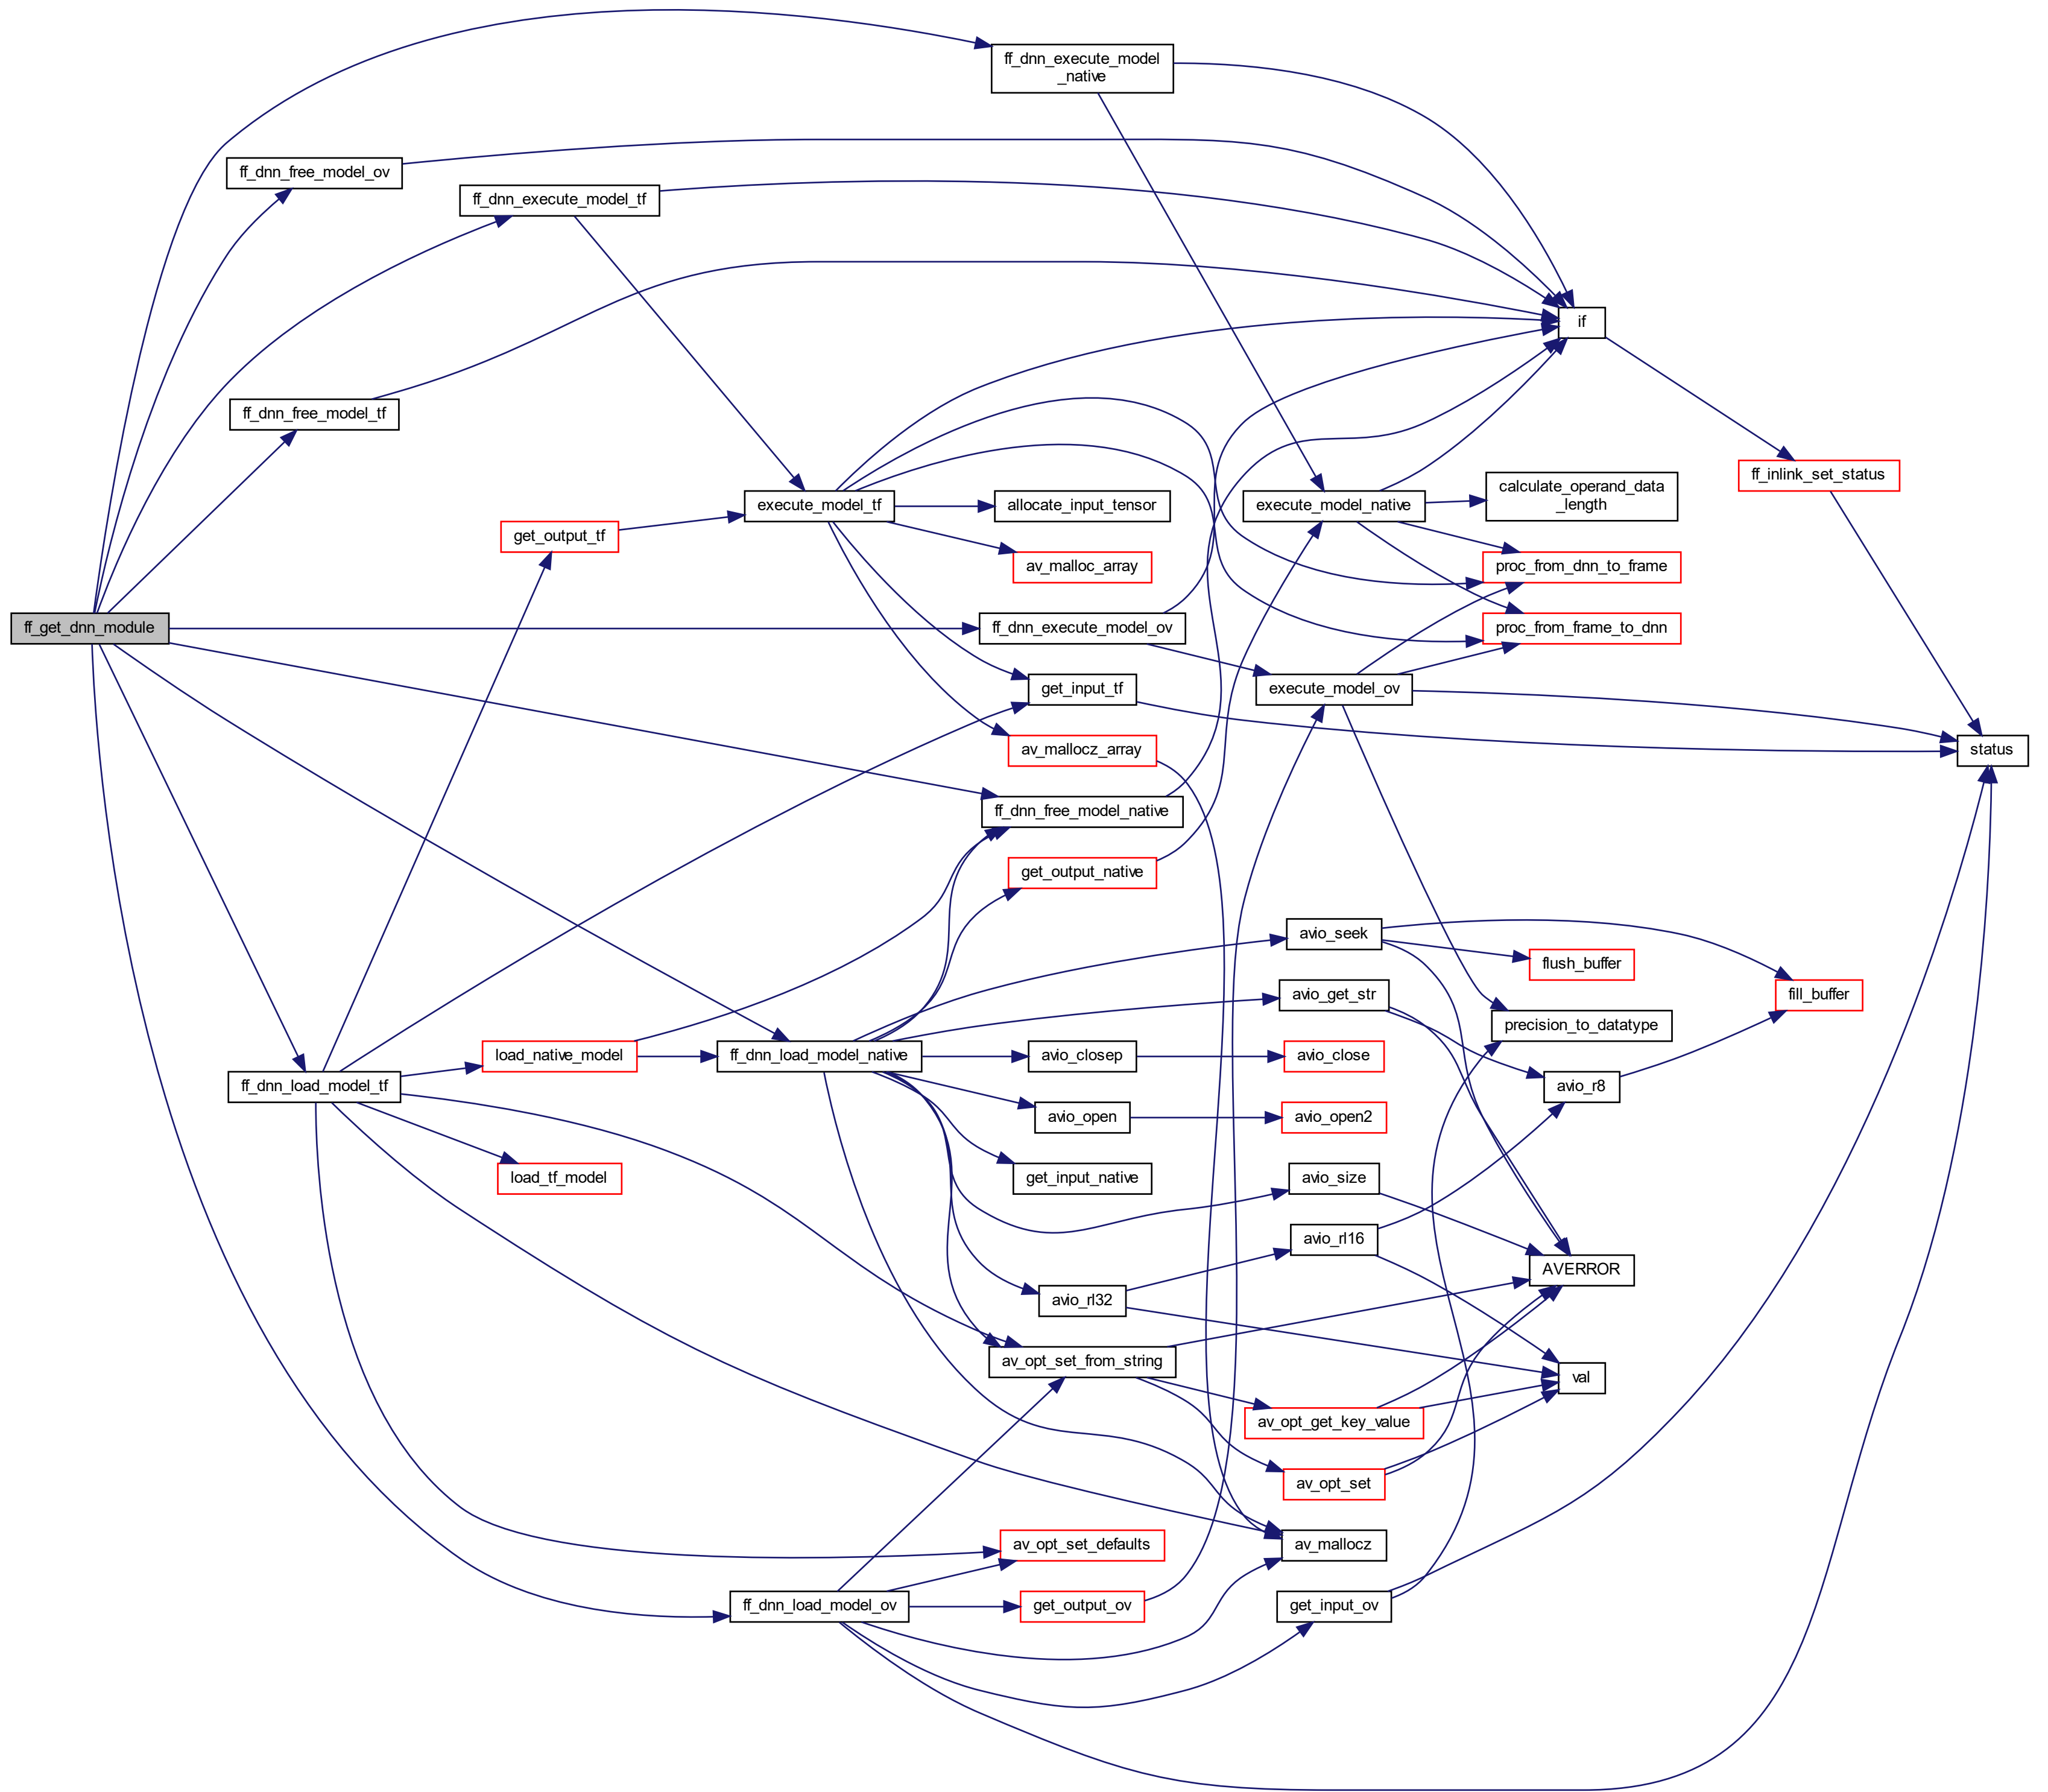 ff_dnn_execute_model
_native
ff_dnn_free_model_ov
ff_dnn_execute_model_tf
if
ff_dnn_free_model_tf
ff_inlink_set_status
calculate_operand_data
_length
execute_model_tf
allocate_input_tensor
execute_model_native
get_output_tf
av_malloc_array
proc_from_dnn_to_frame
ff_get_dnn_module
ff_dnn_execute_model_ov
proc_from_frame_to_dnn
get_input_tf
execute_model_ov
av_mallocz_array
status
ff_dnn_free_model_native
get_output_native
avio_seek
flush_buffer
avio_get_str
fill_buffer
precision_to_datatype
load_native_model
ff_dnn_load_model_native
avio_closep
avio_close
ff_dnn_load_model_tf
avio_r8
avio_open
avio_open2
load_tf_model
get_input_native
avio_size
avio_rl16
AVERROR
avio_rl32
av_opt_set_from_string
val
av_opt_get_key_value
av_opt_set
av_opt_set_defaults
av_mallocz
ff_dnn_load_model_ov
get_output_ov
get_input_ov